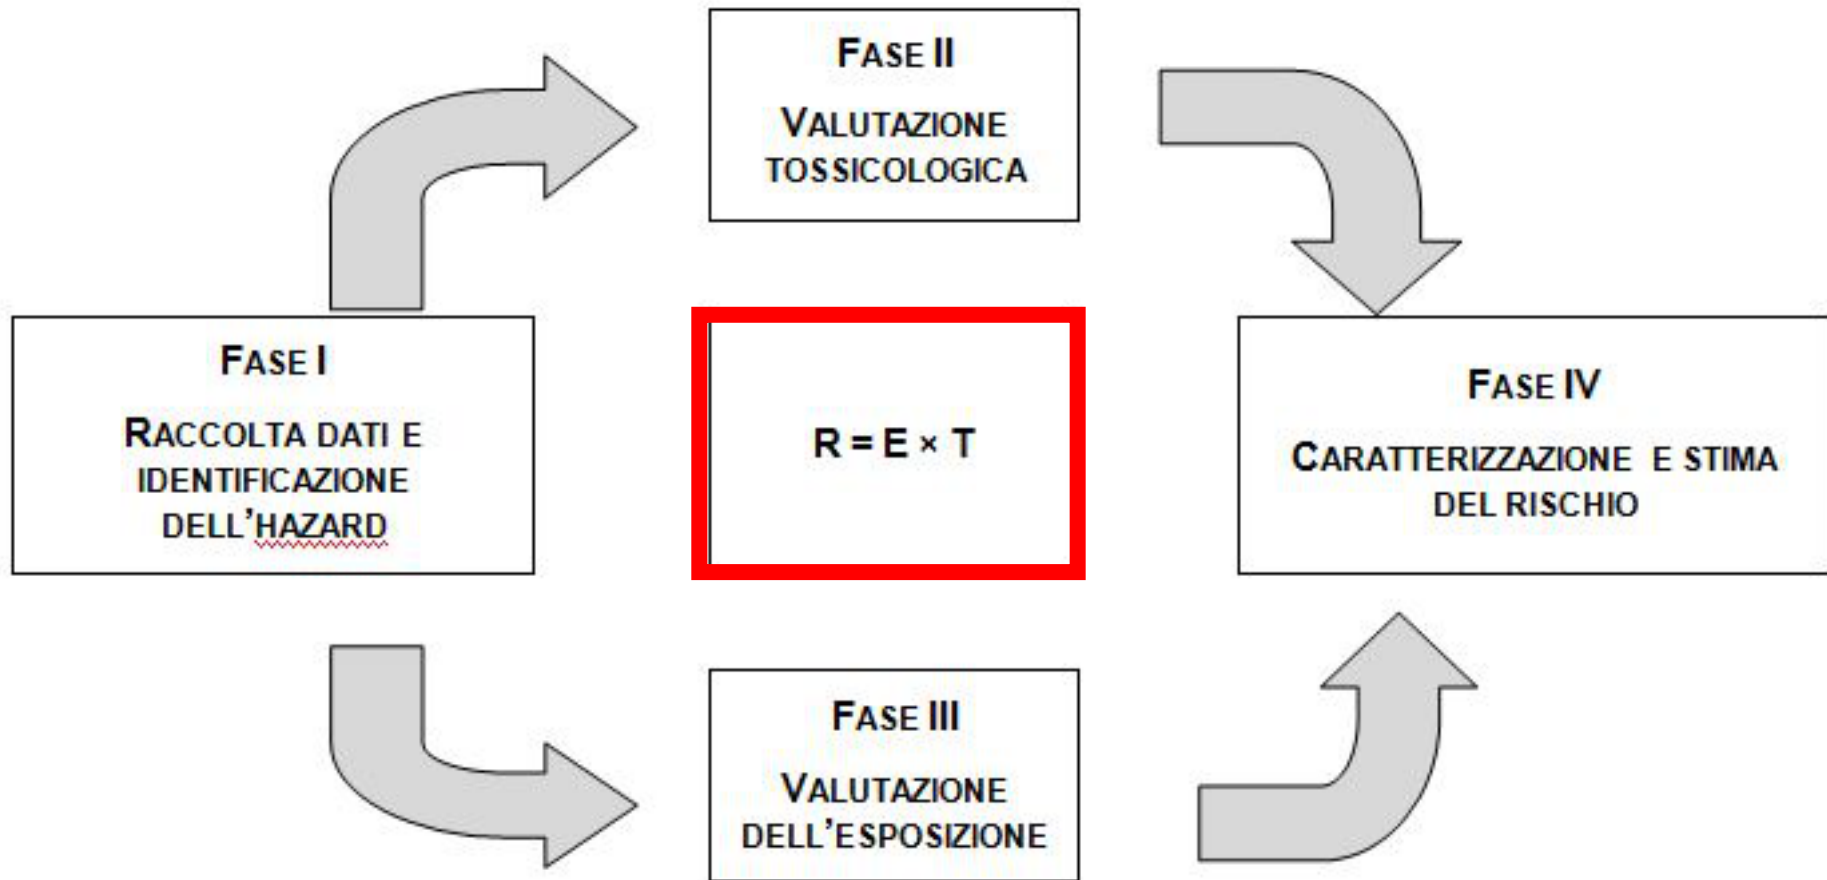 FASE II
VALUTAZIONE
TOSSICOLOGICA
FASE I
RACCOLTA DATI E
IDENTIFICAZIONE
DELL'HAZARD
R = E × T
FASE IV
CARATTERIZZAZIONE E STIMA
DEL RISCHIO
FASE III
VALUTAZIONE
DELL'ESPOSIZIONE